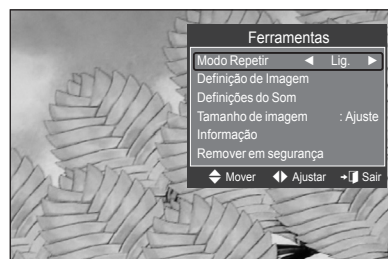 Ferramentas
Modo Repetir ◄ Lig. ►
Definição de Imagem
Definições do Som
Tamanho de imagem : Ajuste
Informação
Remover em segurança
Mover Ajustar Sair